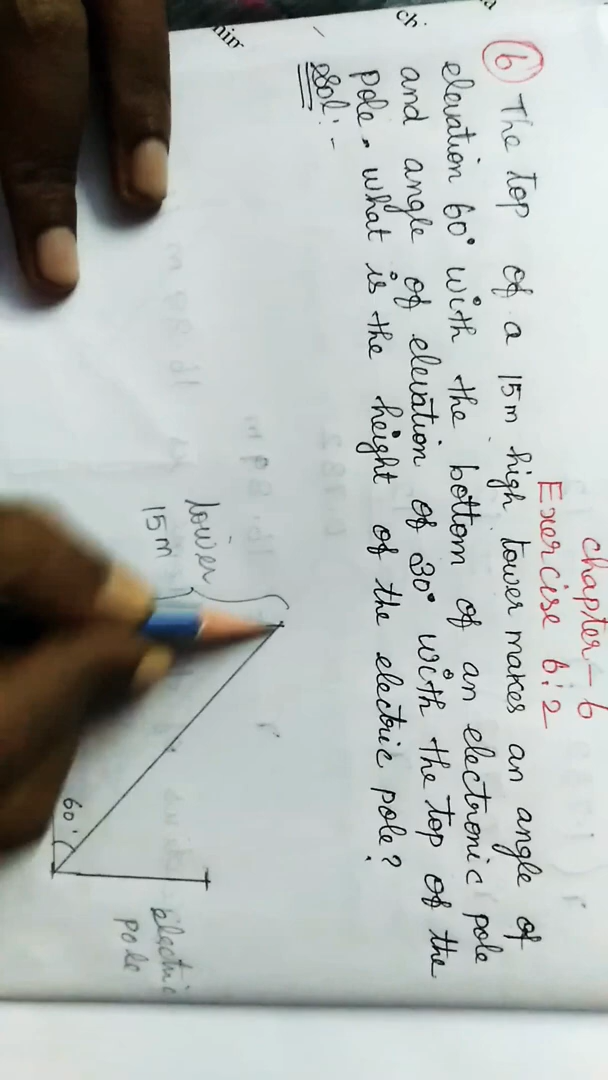 chapter - 6
Exercise 6.2
6 The top of a 15m high tower makes an angle of
elevation 60° with the bottom of an electronic pole
and angle of elevation of 30° with the top of the
pole. what is the height of the electric pole?
sol:-
tower
15m
60°
Electric
pole